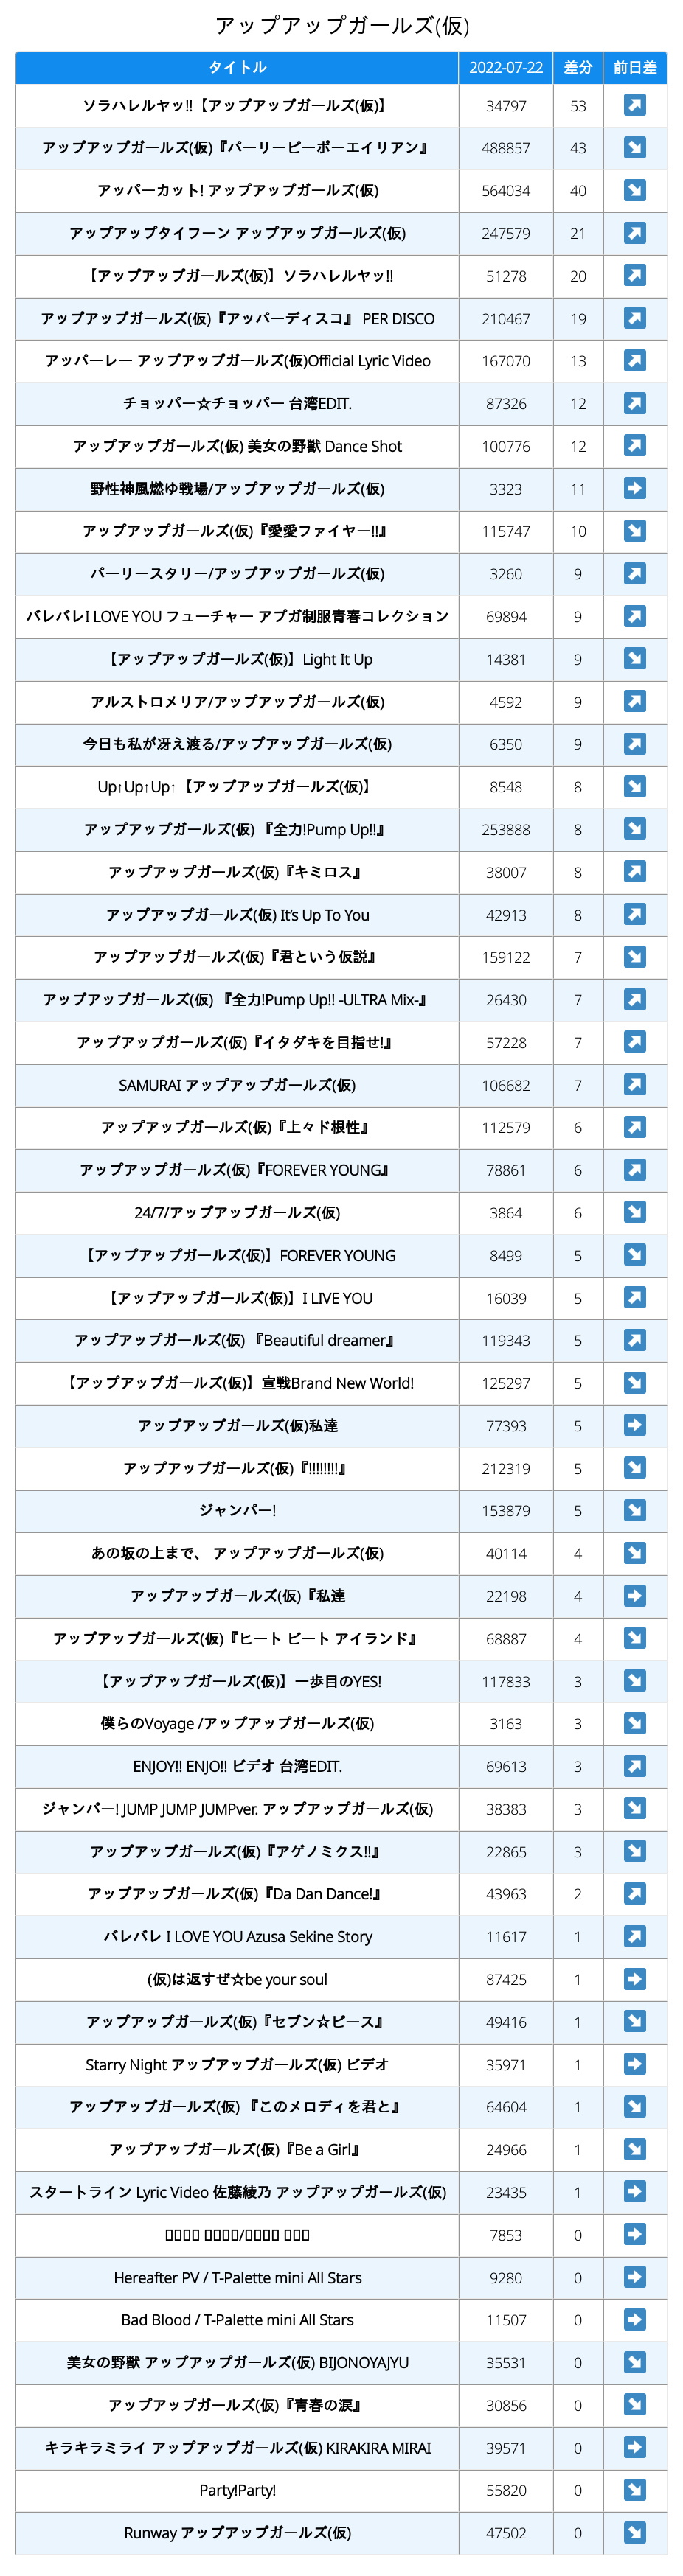 アップアップガールズ(仮)
タイトル 2022-07-22 差分 前日差
ソラハレルヤッ!!【アップアップガールズ(仮)】 34797 53
アップアップガールズ(仮)『パーリーピーポーエイリアン』 488857 43
アッパーカット! アップアップガールズ(仮) 564034 40
アップアップタイフーン アップアップガールズ(仮) 247579 21
【アップアップガールズ(仮)】ソラハレルヤッ!! 51278 20
アップアップガールズ(仮)『アッパーディスコ』 PER DISCO 210467 19
アッパーレー アップアップガールズ(仮)Official Lyric Video 167070 13
チョッパー☆チョッパー 台湾EDIT. 87326 12
アップアップガールズ(仮) 美女の野獣 Dance Shot 100776 12
野性神風燃ゆ戦場/アップアップガールズ(仮) 3323 11
アップアップガールズ(仮)『愛愛ファイヤー!!』 115747 10
パーリースタリー/アップアップガールズ(仮) 3260 9
バレバレI LOVE YOU フューチャー アプガ制服青春コレクション 69894 9
【アップアップガールズ(仮)】Light It Up 14381 9
アルストロメリア/アップアップガールズ(仮) 4592 9
今日も私が冴え渡る/アップアップガールズ(仮) 6350 9
Up↑Up↑Up↑【アップアップガールズ(仮)】 8548 8
アップアップガールズ(仮) 『全力!Pump Up!!』 253888 8
アップアップガールズ(仮)『キミロス』 38007 8
アップアップガールズ(仮) It’s Up To You 42913 8
アップアップガールズ(仮)『君という仮説』 159122 7
アップアップガールズ(仮) 『全力!Pump Up!! -ULTRA Mix-』 26430 7
アップアップガールズ(仮)『イタダキを目指せ!』 57228 7
SAMURAI アップアップガールズ(仮) 106682 7
アップアップガールズ(仮)『上々ド根性』 112579 6
アップアップガールズ(仮)『FOREVER YOUNG』 78861 6
24/7/アップアップガールズ(仮) 3864 6
【アップアップガールズ(仮)】FOREVER YOUNG 8499 5
【アップアップガールズ(仮)】I LIVE YOU 16039 5
アップアップガールズ(仮) 『Beautiful dreamer』 119343 5
【アップアップガールズ(仮)】宣戦Brand New World! 125297 5
アップアップガールズ(仮)私達 77393 5
アップアップガールズ(仮)『!!!!!!!!』 212319 5
ジャンパー! 153879 5
あの坂の上まで、 アップアップガールズ(仮) 40114 4
アップアップガールズ(仮)『私達 22198 4
アップアップガールズ(仮)『ヒート ビート アイランド』 68887 4
【アップアップガールズ(仮)】一歩目のYES! 117833 3
僕らのVoyage /アップアップガールズ(仮) 3163 3
ENJOY!! ENJO!! ビデオ 台湾EDIT. 69613 3
ジャンパー! JUMP JUMP JUMPver. アップアップガールズ(仮) 38383 3
アップアップガールズ(仮)『アゲノミクス!!』 22865 3
アップアップガールズ(仮)『Da Dan Dance!』 43963 2
バレバレ I LOVE YOU Azusa Sekine Story 11617 1
(仮)は返すぜ☆be your soul 87425 1
アップアップガールズ(仮)『セブン☆ピース』 49416 1
Starry Night アップアップガールズ(仮) ビデオ 35971 1
アップアップガールズ(仮) 『このメロディを君と』 64604 1
アップアップガールズ(仮)『Be a Girl』 24966 1
スタートライン Lyric Video 佐藤綾乃 アップアップガールズ(仮) 23435 1
7853 0
Hereafter PV / T-Palette mini All Stars 9280 0
Bad Blood / T-Palette mini All Stars 11507 0
美女の野獣 アップアップガールズ(仮) BIJONOYAJYU 35531 0
アップアップガールズ(仮)『青春の涙』 30856 0
キラキラミライ アップアップガールズ(仮) KIRAKIRA MIRAI 39571 0
Party!Party! 55820 0
Runway アップアップガールズ(仮) 47502 0